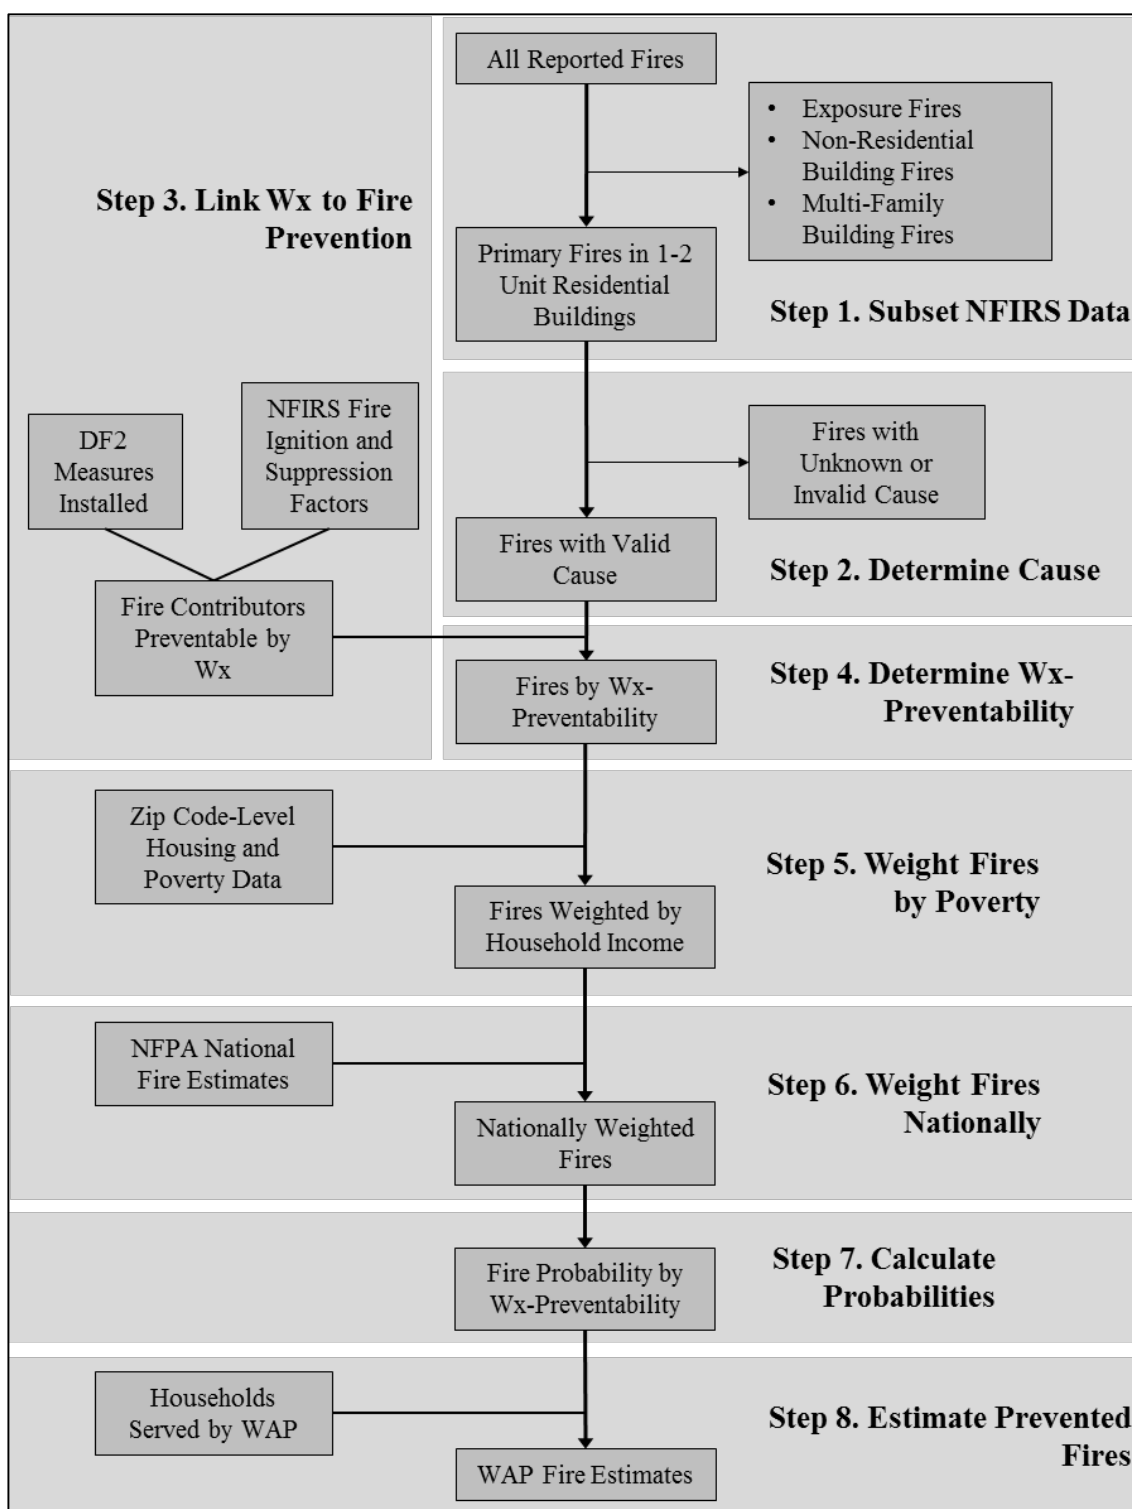 All Reported Fires
• Exposure Fires
• Non-Residential
Building Fires
• Multi-Family
Building Fires
Step 3. Link Wx to Fire
Prevention
Primary Fires in 1-2
Unit Residential
Buildings
Step 1. Subset NFIRS Data
DF2
Measures
Installed
NFIRS Fire
Ignition and
Suppression
Factors
Fires with
Unknown or
Invalid Cause
Fires with Valid
Cause
Step 2. Determine Cause
Fire Contributors
Preventable by
Wx
Fires by Wx-
Preventability
Step 4. Determine Wx-
Preventability
Zip Code-Level
Housing and
Poverty Data
Step 5. Weight Fires
by Poverty
Fires Weighted by
Household Income
NFPA National
Fire Estimates
Step 6. Weight Fires
Nationally
Nationally Weighted
Fires
Step 7. Calculate
Probabilities
Fire Probability by
Wx-Preventability
Households
Served by WAP
Step 8. Estimate Prevented
Fires
WAP Fire Estimates